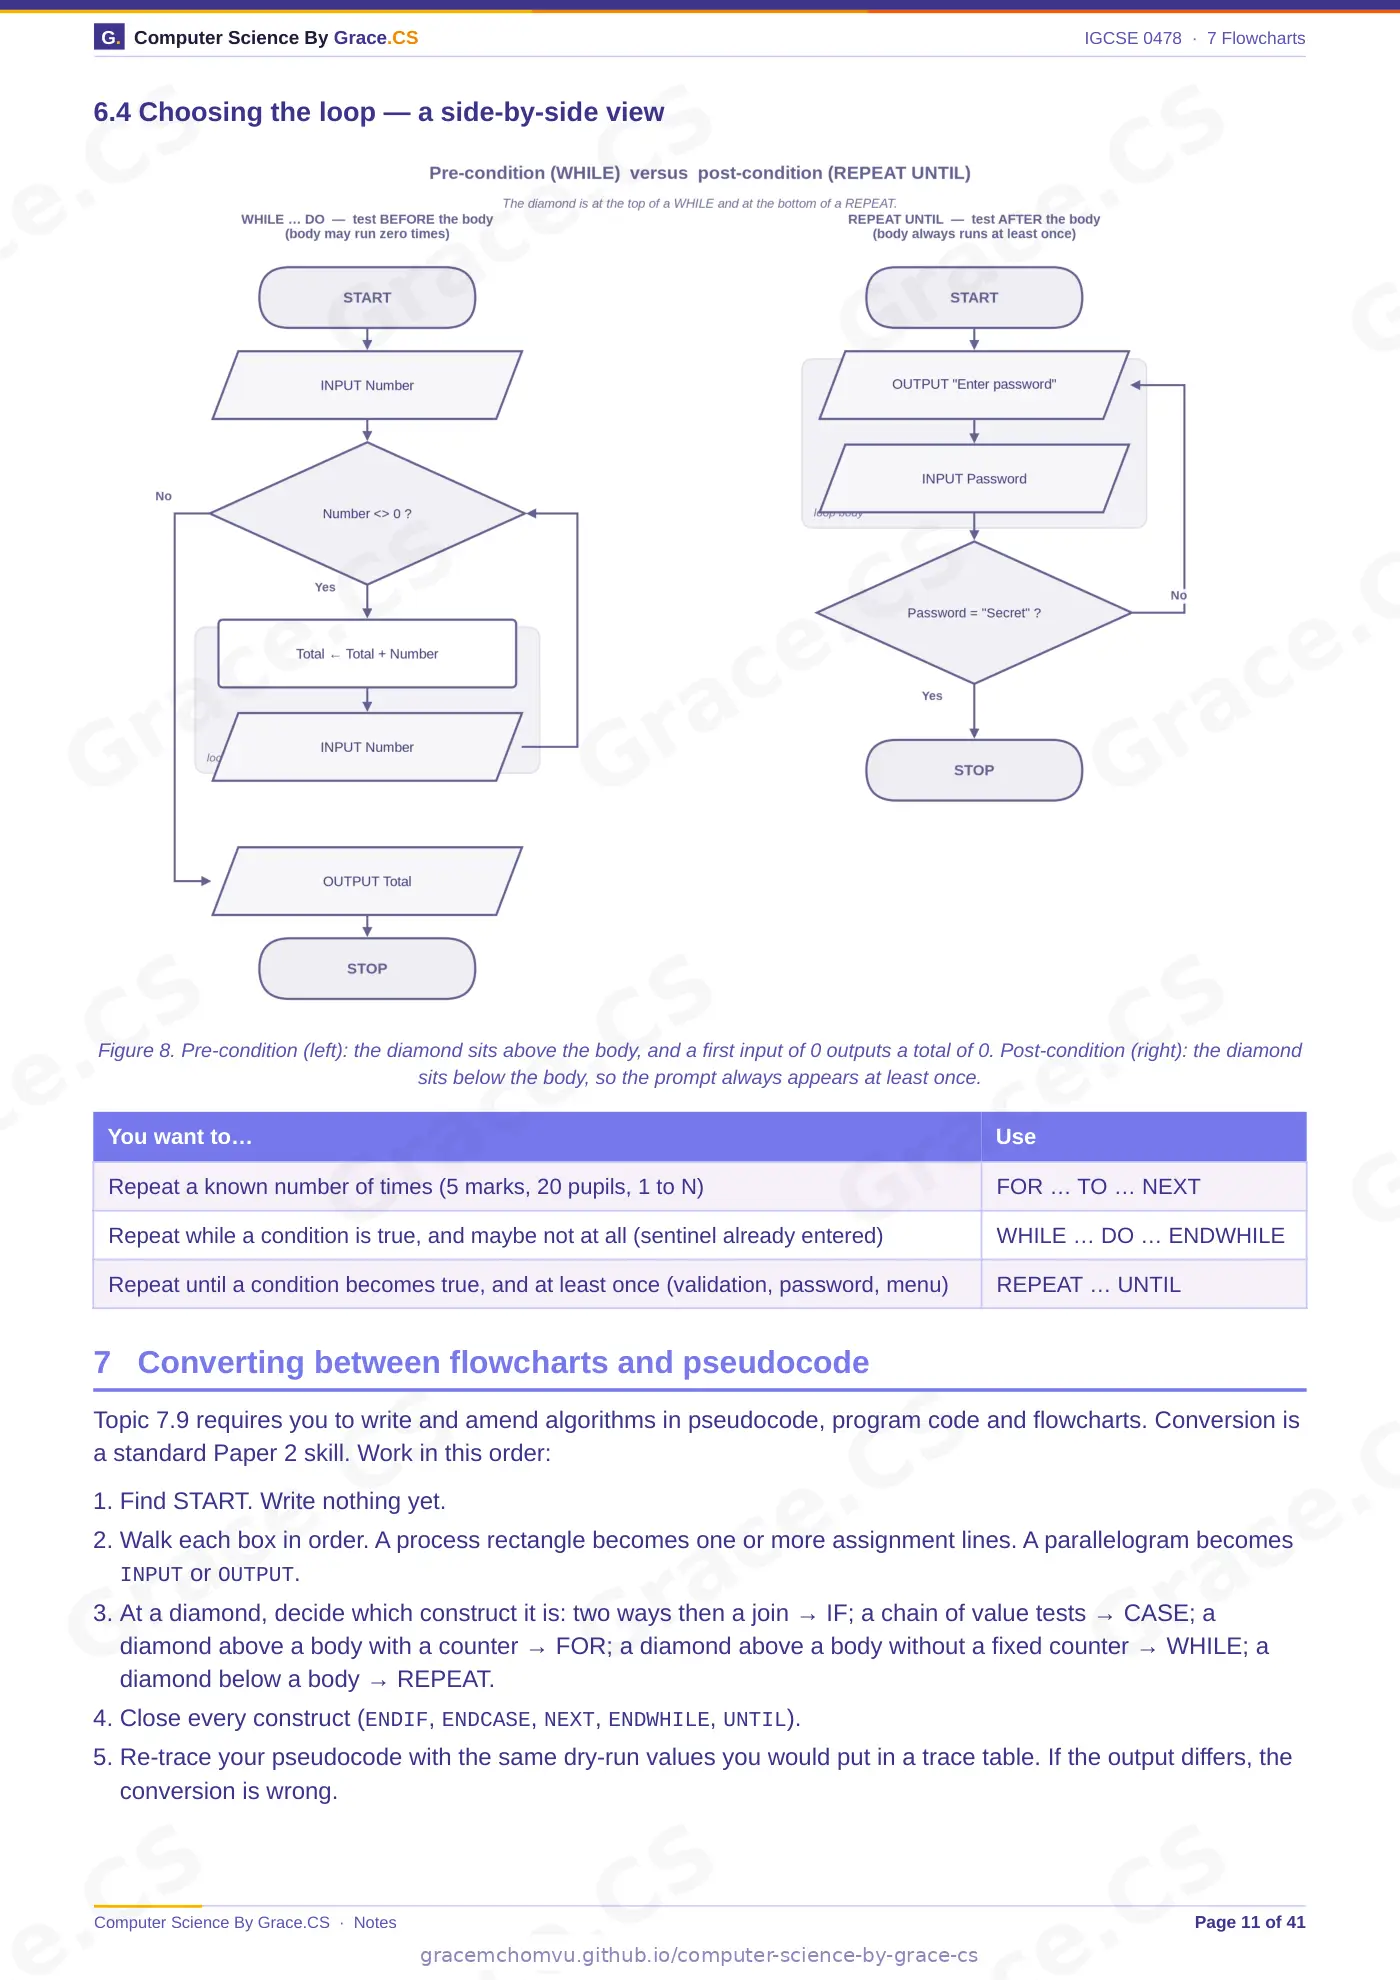 G. Computer Science By Grace.CS
IGCSE 0478 · 7 Flowcharts
6.4 Choosing the loop — a side-by-side view
Pre-condition (WHILE) versus post-condition (REPEAT UNTIL)
The diamond is at the top of a WHILE and at the bottom of a REPEAT.
WHILE … DO — test BEFORE the body
(body may run zero times)
START
INPUT Number
Number <> 0 ?
No
Yes
Total ← Total + Number
INPUT Number
OUTPUT Total
STOP
REPEAT UNTIL — test AFTER the body
(body always runs at least once)
START
OUTPUT "Enter password"
INPUT Password
loop body
Password = "Secret" ?
No
Yes
STOP
Figure 8. Pre-condition (left): the diamond sits above the body, and a first input of 0 outputs a total of 0. Post-condition (right): the diamond
sits below the body, so the prompt always appears at least once.
You want to… Use
Repeat a known number of times (5 marks, 20 pupils, 1 to N) FOR … TO … NEXT
Repeat while a condition is true, and maybe not at all (sentinel already entered) WHILE … DO … ENDWHILE
Repeat until a condition becomes true, and at least once (validation, password, menu) REPEAT … UNTIL
7 Converting between flowcharts and pseudocode
Topic 7.9 requires you to write and amend algorithms in pseudocode, program code and flowcharts. Conversion is
a standard Paper 2 skill. Work in this order:
1. Find START. Write nothing yet.
2. Walk each box in order. A process rectangle becomes one or more assignment lines. A parallelogram becomes
INPUT or OUTPUT.
3. At a diamond, decide which construct it is: two ways then a join → IF; a chain of value tests → CASE; a
diamond above a body with a counter → FOR; a diamond above a body without a fixed counter → WHILE; a
diamond below a body → REPEAT.
4. Close every construct (ENDIF, ENDCASE, NEXT, ENDWHILE, UNTIL).
5. Re-trace your pseudocode with the same dry-run values you would put in a trace table. If the output differs, the
conversion is wrong.
Computer Science By Grace.CS · Notes
Page 11 of 41
gracemchomvu.github.io/computer-science-by-grace-cs